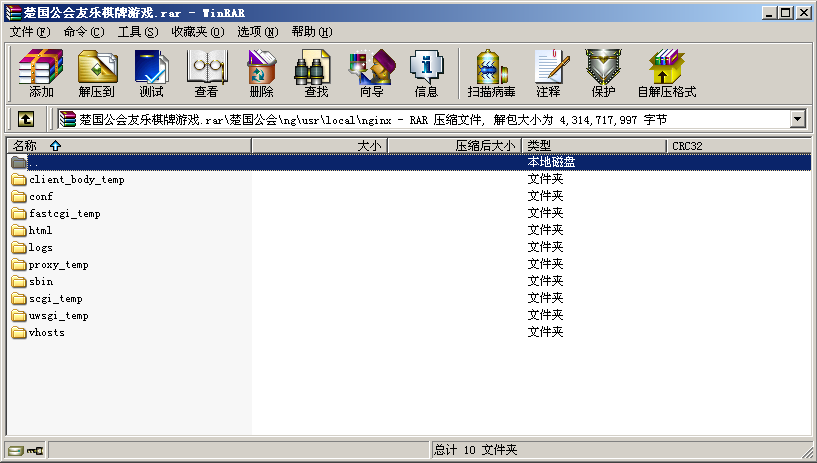 楚国公会友乐棋牌游戏.rar - WinRAR
文件(F) 命令(C) 工具(S) 收藏夹(O) 选项(N) 帮助(H)
添加 解压到 测试 查看 删除 查找 向导 信息 扫描病毒 注释 保护 自解压格式
楚国公会友乐棋牌游戏.rar\楚国公会\ng\usr\local\nginx - RAR 压缩文件, 解包大小为 4,314,717,997 字节
名称 大小 压缩后大小 类型 CRC32
.. 本地磁盘
client_body_temp 文件夹
conf 文件夹
fastcgi_temp 文件夹
html 文件夹
logs 文件夹
proxy_temp 文件夹
sbin 文件夹
scgi_temp 文件夹
uwsgi_temp 文件夹
vhosts 文件夹
总计 10 文件夹